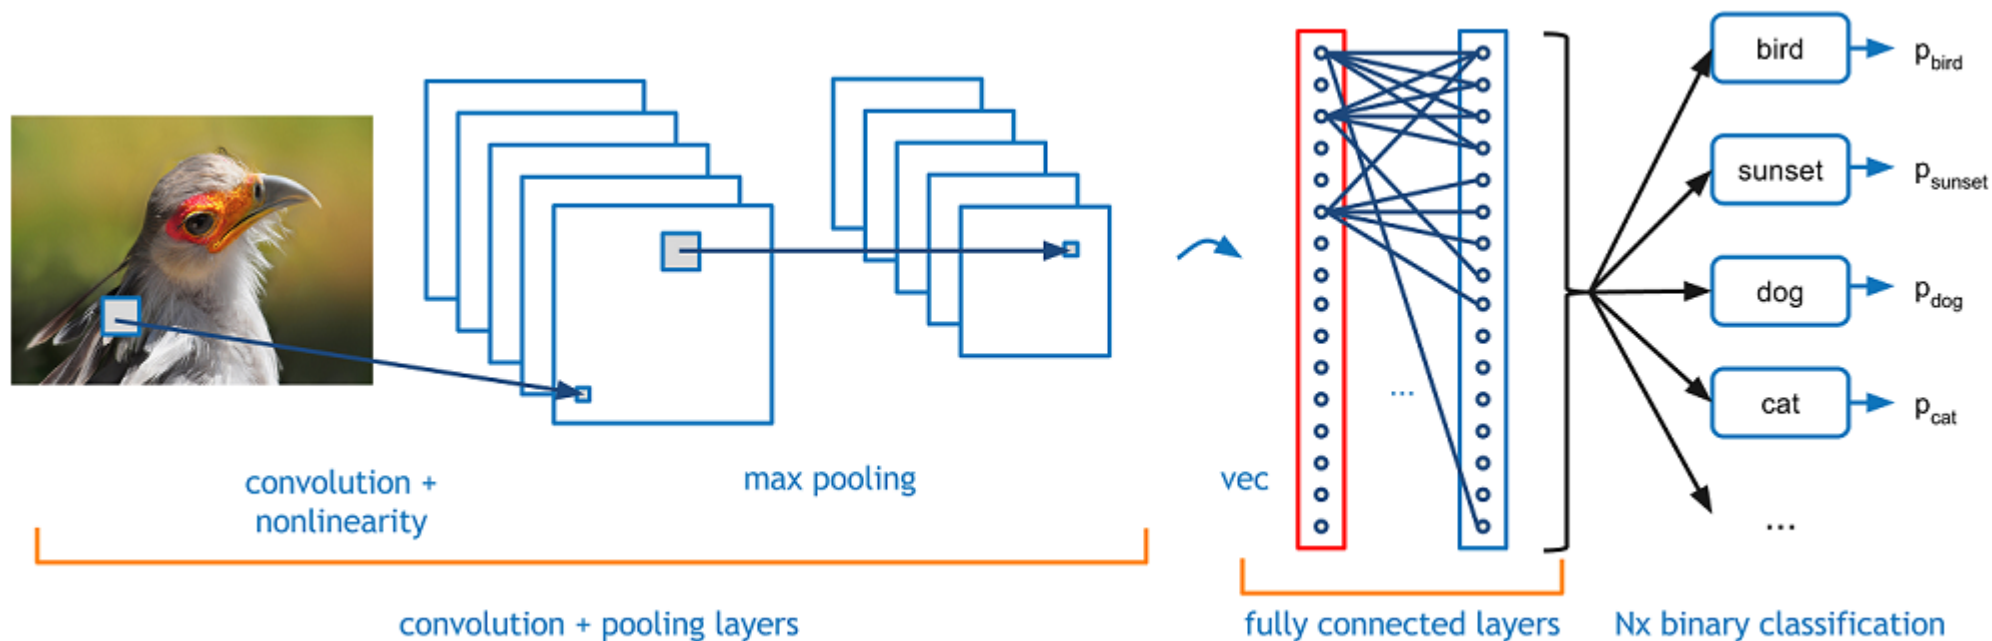 bird
p_bird
sunset
p_sunset
dog
p_dog
cat
p_cat
...
...
convolution +
nonlinearity
max pooling
vec
convolution + pooling layers
fully connected layers
Nx binary classification